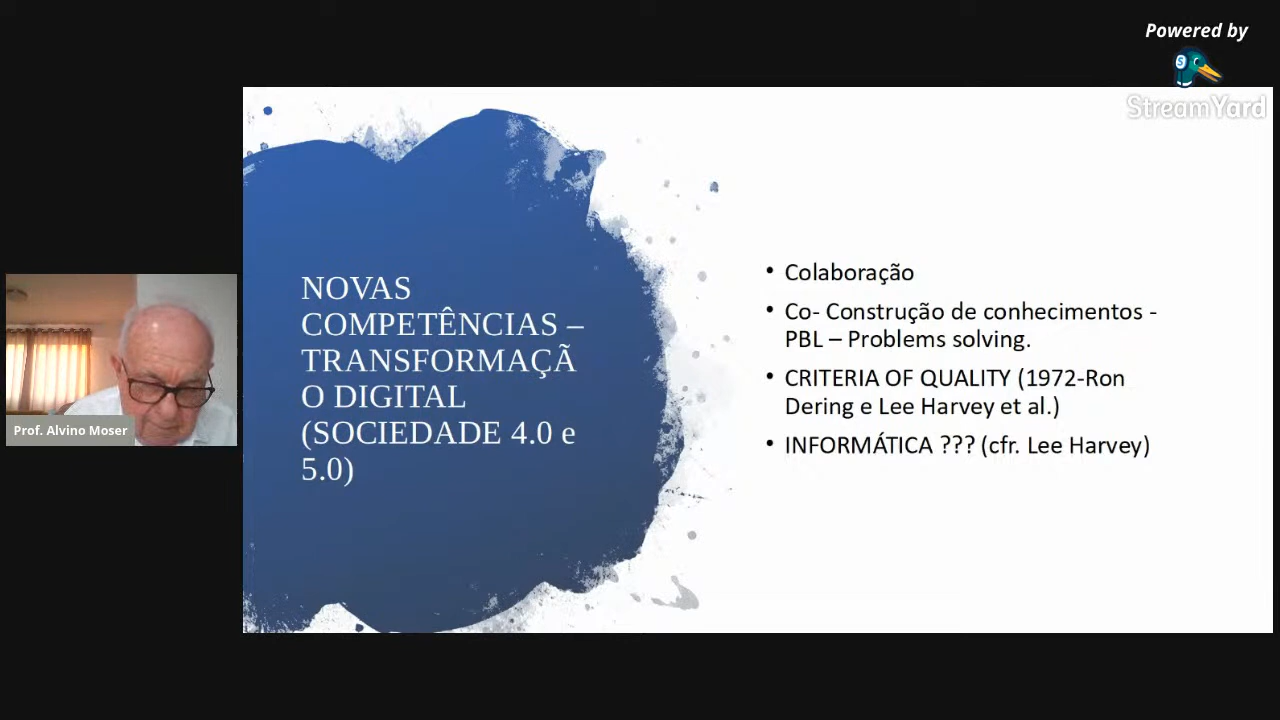 Powered by
StreamYard
NOVAS
COMPETÊNCIAS –
TRANSFORMAÇÃ
O DIGITAL
(SOCIEDADE 4.0 e
5.0)
• Colaboração
• Co- Construção de conhecimentos -
PBL – Problems solving.
• CRITERIA OF QUALITY (1972-Ron
Dering e Lee Harvey et al.)
• INFORMÁTICA ??? (cfr. Lee Harvey)
Prof. Alvino Moser